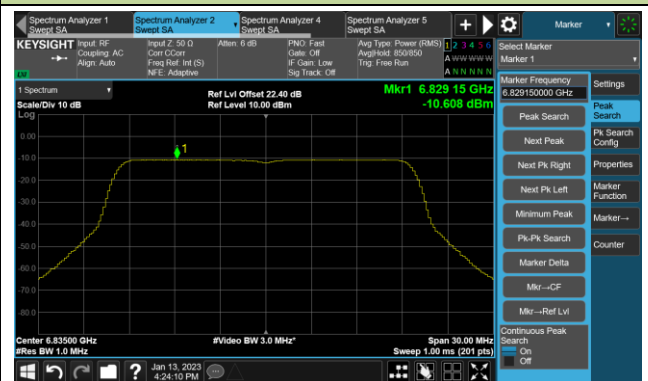 Spectrum Analyzer 1
Swept SA
Spectrum Analyzer 2
Swept SA
Spectrum Analyzer 4
Swept SA
Spectrum Analyzer 5
Swept SA
+
Marker
KEYSIGHT
Input: RF
Coupling: AC
Align: Auto
Input Z: 50 Ω
Corr CCorr
Freq Ref: Int (S)
NFE: Adaptive
Atten: 6 dB
PNO: Fast
Gate: Off
IF Gain: Low
Sig Track: Off
Avg Type: Power (RMS)
Avg|Hold: 850/850
Trig: Free Run
1 2 3 4 5 6
A W W W W W
A N N N N N
Select Marker
Marker 1
LXI
1 Spectrum
Scale/Div 10 dB
Log
Ref Lvl Offset 22.40 dB
Ref Level 10.00 dBm
Mkr1 6.829 15 GHz
-10.608 dBm
0.00
-10.0
-20.0
-30.0
-40.0
-50.0
-60.0
-70.0
-80.0
1
Center 6.83500 GHz
#Res BW 1.0 MHz
#Video BW 3.0 MHz*
Span 30.00 MHz
Sweep 1.00 ms (201 pts)
Marker Frequency
6.829150000 GHz
Peak Search
Next Peak
Next Pk Right
Next Pk Left
Minimum Peak
Pk-Pk Search
Marker Delta
Mkr→CF
Mkr→Ref Lvl
Continuous Peak
Search
On
Off
Settings
Peak
Search
Pk Search
Config
Properties
Marker
Function
Marker→
Counter
?
Jan 13, 2023
4:24:10 PM